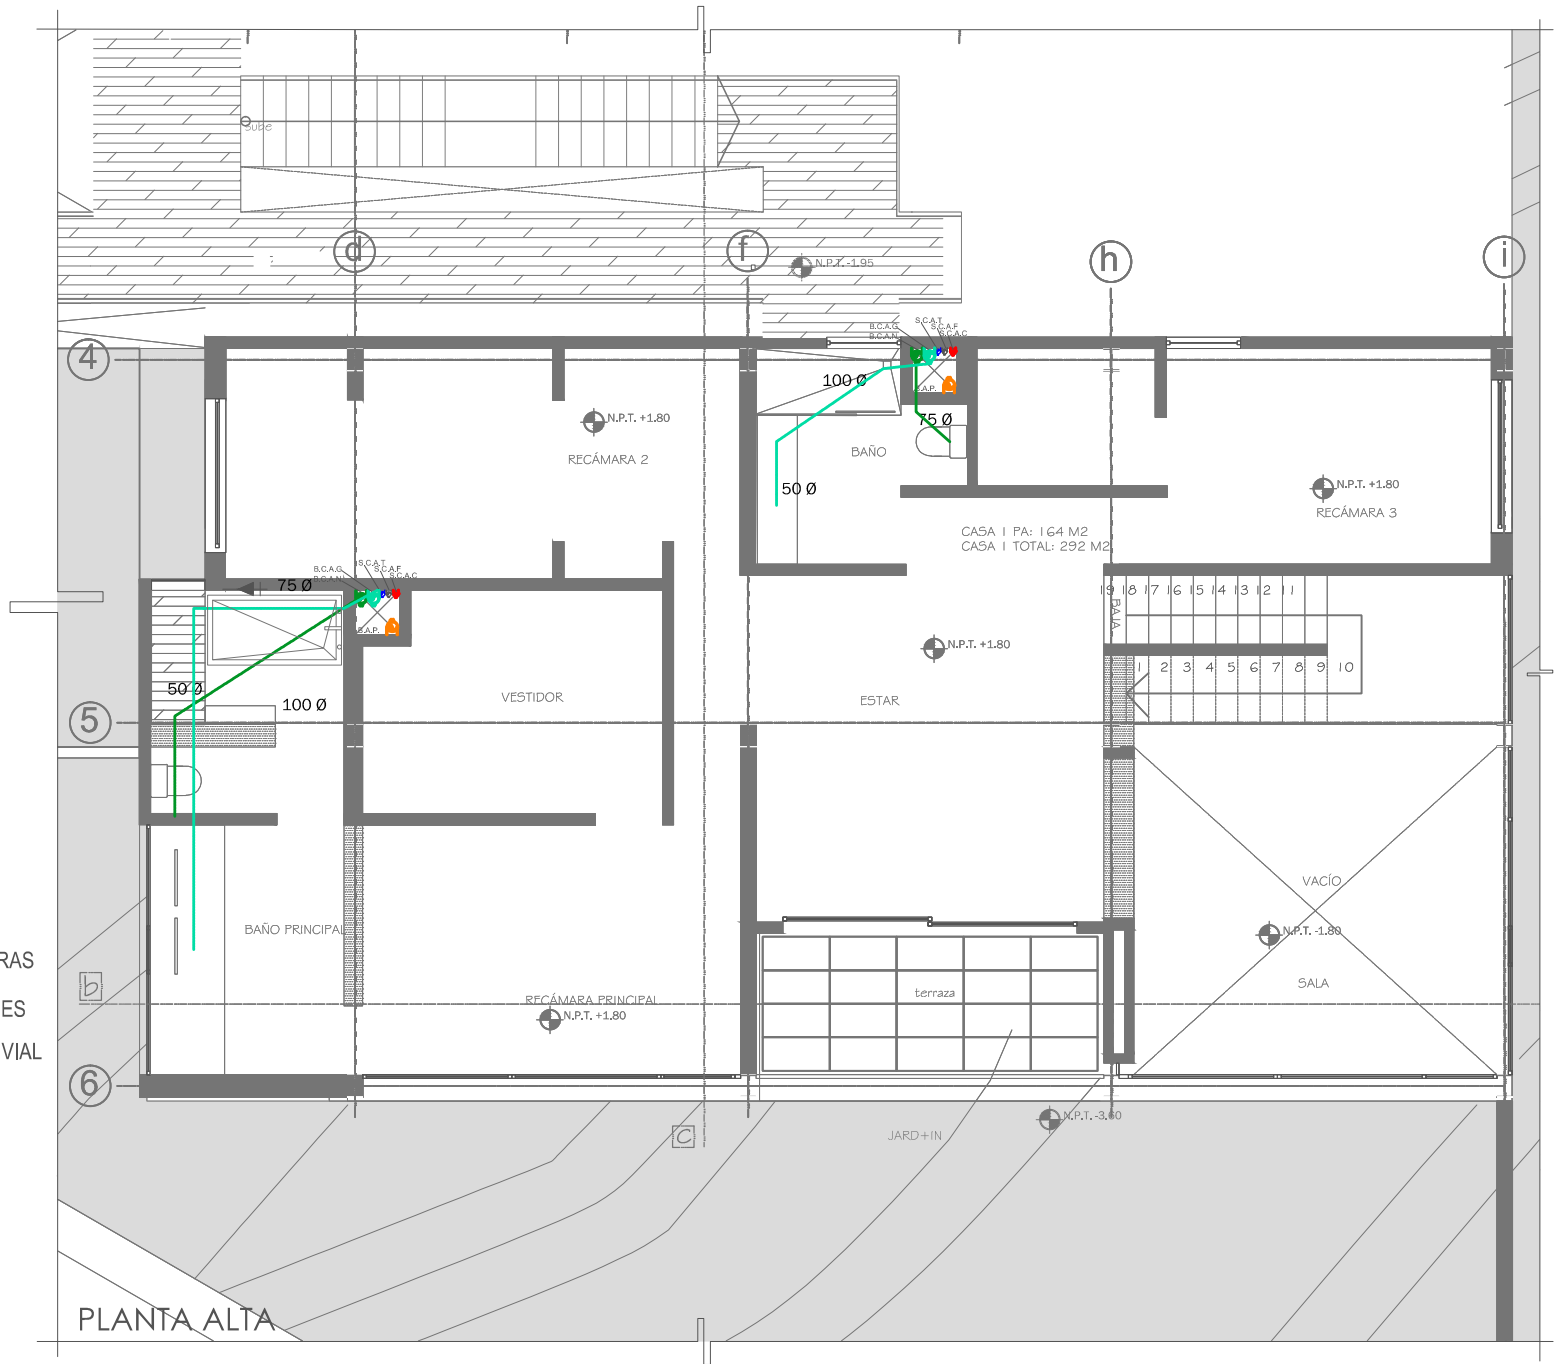 sube
d
f
h
i
N.P.T. -1.95
4
B.C.A.G
B.C.A.N
S.C.A.T
S.C.A.F
S.C.A.C
B.A.P.
100 Ø
75 Ø
50 Ø
BAÑO
N.P.T. +1.80
RECÁMARA 2
N.P.T. +1.80
RECÁMARA 3
CASA 1 PA: 164 M2
CASA 1 TOTAL: 292 M2
B.C.A.G
B.C.A.N
S.C.A.T
S.C.A.F
S.C.A.C
B.A.P.
75 Ø
50 Ø
100 Ø
19 18 17 16 15 14 13 12 11
BAJA
1 2 3 4 5 6 7 8 9 10
N.P.T. +1.80
VESTIDOR
ESTAR
5
VACÍO
N.P.T. -1.80
SALA
BAÑO PRINCIPAL
RAS
ES
VIAL
b
RECÁMARA PRINCIPAL
N.P.T. +1.80
terraza
6
N.P.T. -3.60
JARD+IN
C
PLANTA ALTA